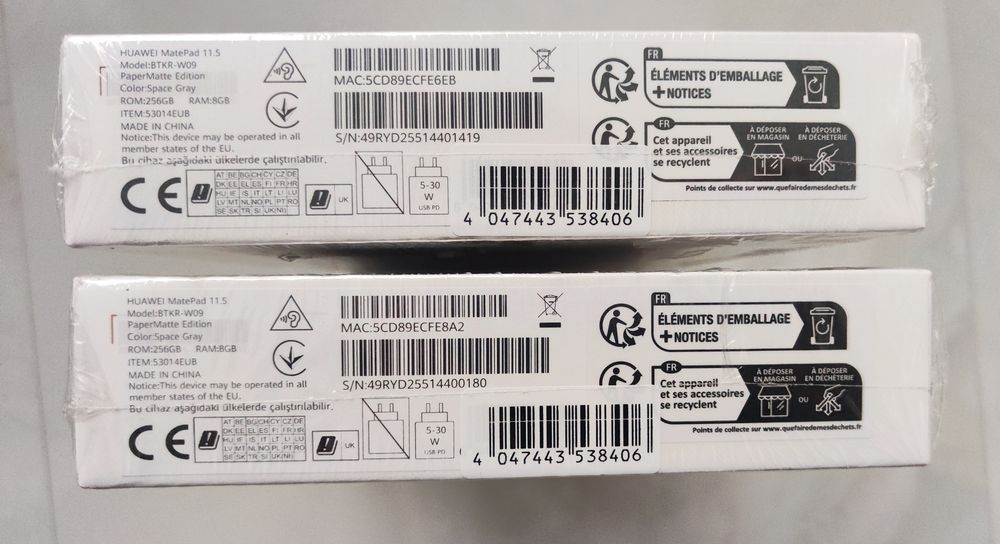 HUAWEI MatePad 11.5
Model:BTKR-W09
PaperMatte Edition
Color:Space Gray
ROM:256GB RAM:8GB
ITEM:53014EUB
MADE IN CHINA
Notice:This device may be operated in all
member states of the EU.
Bu cihaz aşağıdaki ülkelerde çalıştırılabilir.
MAC:5CD89ECFE6EB
S/N:49RYD25514401419
CE
AT BE BG CH CY CZ DE
DK EE EL ES FI FR HR
HU IE IS IT LT LI LU
LV MT NL NO PL PT RO
SE SK TR SI UK(NI)
UK
5-30
W
USB PD
4 047443 538406
FR
ÉLÉMENTS D'EMBALLAGE
+NOTICES
FR
Cet appareil
et ses accessoires
se recyclent
À DÉPOSER
EN MAGASIN
OU
À DÉPOSER
EN DÉCHÈTERIE
Points de collecte sur www.quefairedemesdechets.fr
HUAWEI MatePad 11.5
Model:BTKR-W09
PaperMatte Edition
Color:Space Gray
ROM:256GB RAM:8GB
ITEM:53014EUB
MADE IN CHINA
Notice:This device may be operated in all
member states of the EU.
Bu cihaz aşağıdaki ülkelerde çalıştırılabilir.
MAC:5CD89ECFE8A2
S/N:49RYD25514400180
CE
AT BE BG CH CY CZ DE
DK EE EL ES FI FR HR
HU IE IS IT LT LI LU
LV MT NL NO PL PT RO
SE SK TR SI UK(NI)
UK
5-30
W
USB PD
4 047443 538406
FR
ÉLÉMENTS D'EMBALLAGE
+NOTICES
FR
Cet appareil
et ses accessoires
se recyclent
À DÉPOSER
EN MAGASIN
OU
À DÉPOSER
EN DÉCHÈTERIE
Points de collecte sur www.quefairedemesdechets.fr